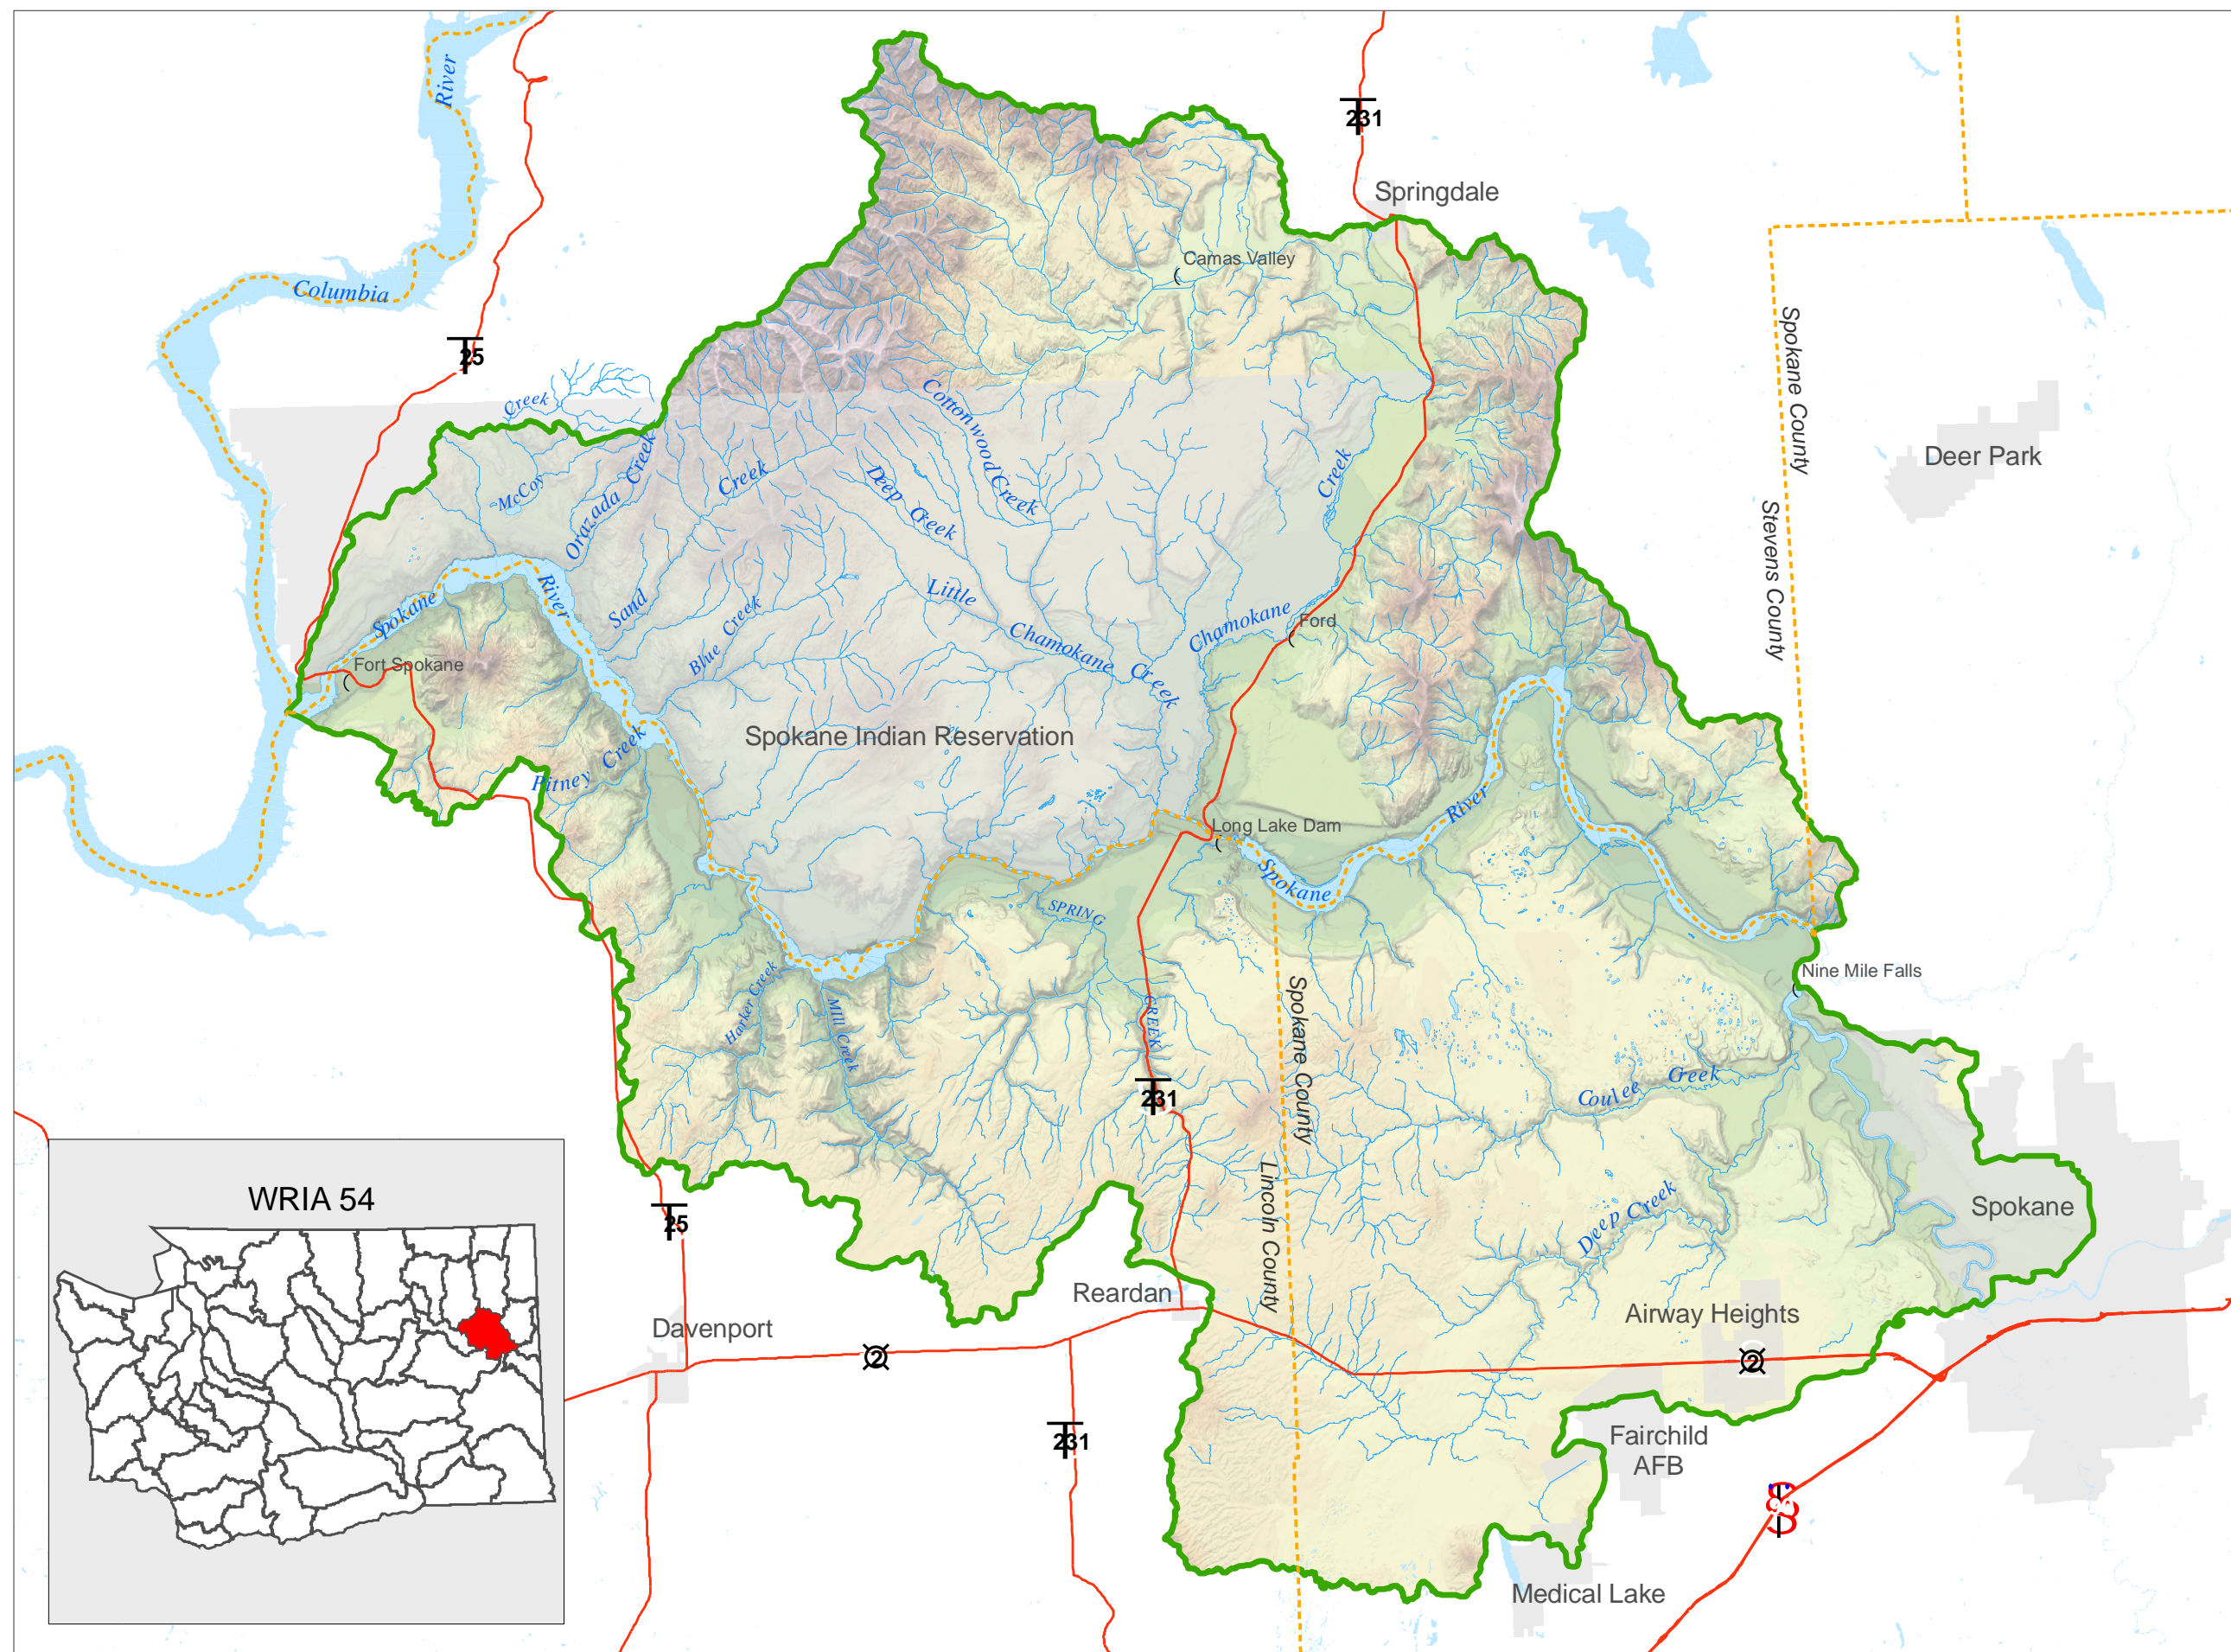 River
231
Springdale
Columbia
Camas Valley
Spokane County
Stevens County
25
Creek
Cottonwood Creek
Deer Park
McCoy
Orazada Creek
Sand Creek
Deep Creek
Creek
Spokane River
Blue Creek
Little Chamokane Creek
Chamokane
Ford
Fort Spokane
Spokane Indian Reservation
Pitney Creek
Long Lake Dam
River
Spokane
SPRING
CREEK
Harker Creek
Mill Creek
Nine Mile Falls
Spokane County
Lincoln County
231
Coulee Creek
Deep Creek
Spokane
WRIA 54
25
Reardan
Airway Heights
Davenport
2
2
231
Fairchild
AFB
90
Medical Lake